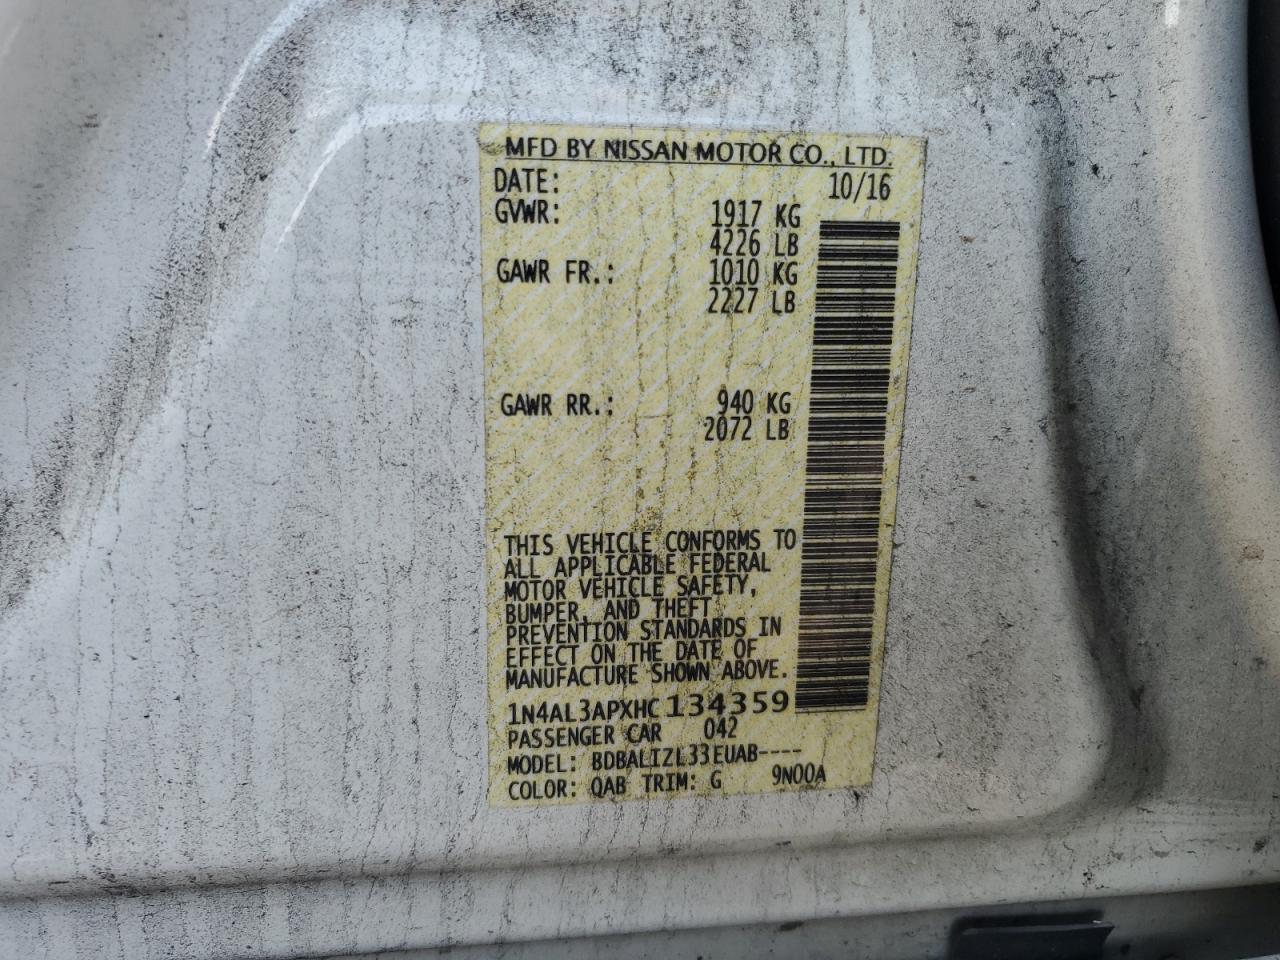 MFD BY NISSAN MOTOR CO., LTD.
DATE: 10/16
GVWR: 1917 KG
4226 LB
GAWR FR.: 1010 KG
2227 LB
GAWR RR.: 940 KG
2072 LB
THIS VEHICLE CONFORMS TO
ALL APPLICABLE FEDERAL
MOTOR VEHICLE SAFETY,
BUMPER, AND THEFT
PREVENTION STANDARDS IN
EFFECT ON THE DATE OF
MANUFACTURE SHOWN ABOVE.
1N4AL3APXHC134359
PASSENGER CAR 042
MODEL: BDBALIZL33EUAB----
COLOR: QAB TRIM: G 9N00A